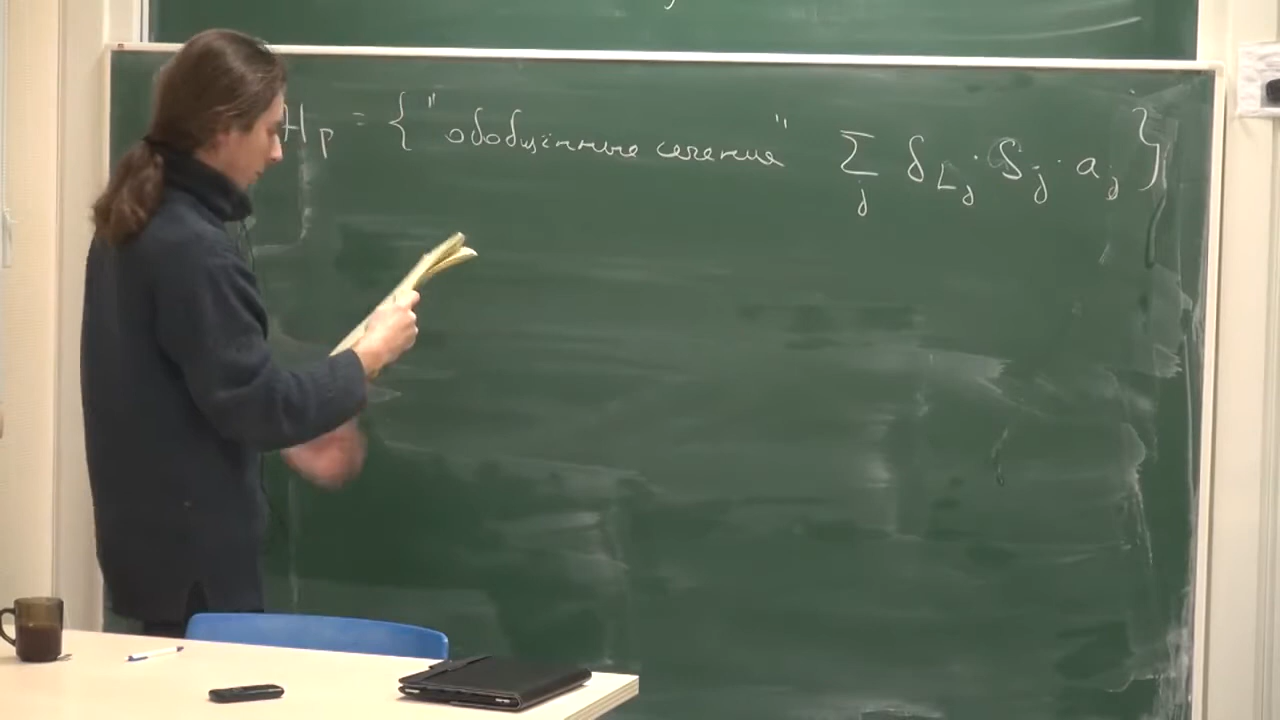 H_p = { "обобщённые сечения" ∑_j δ_{L_j} · S_j · a_j }